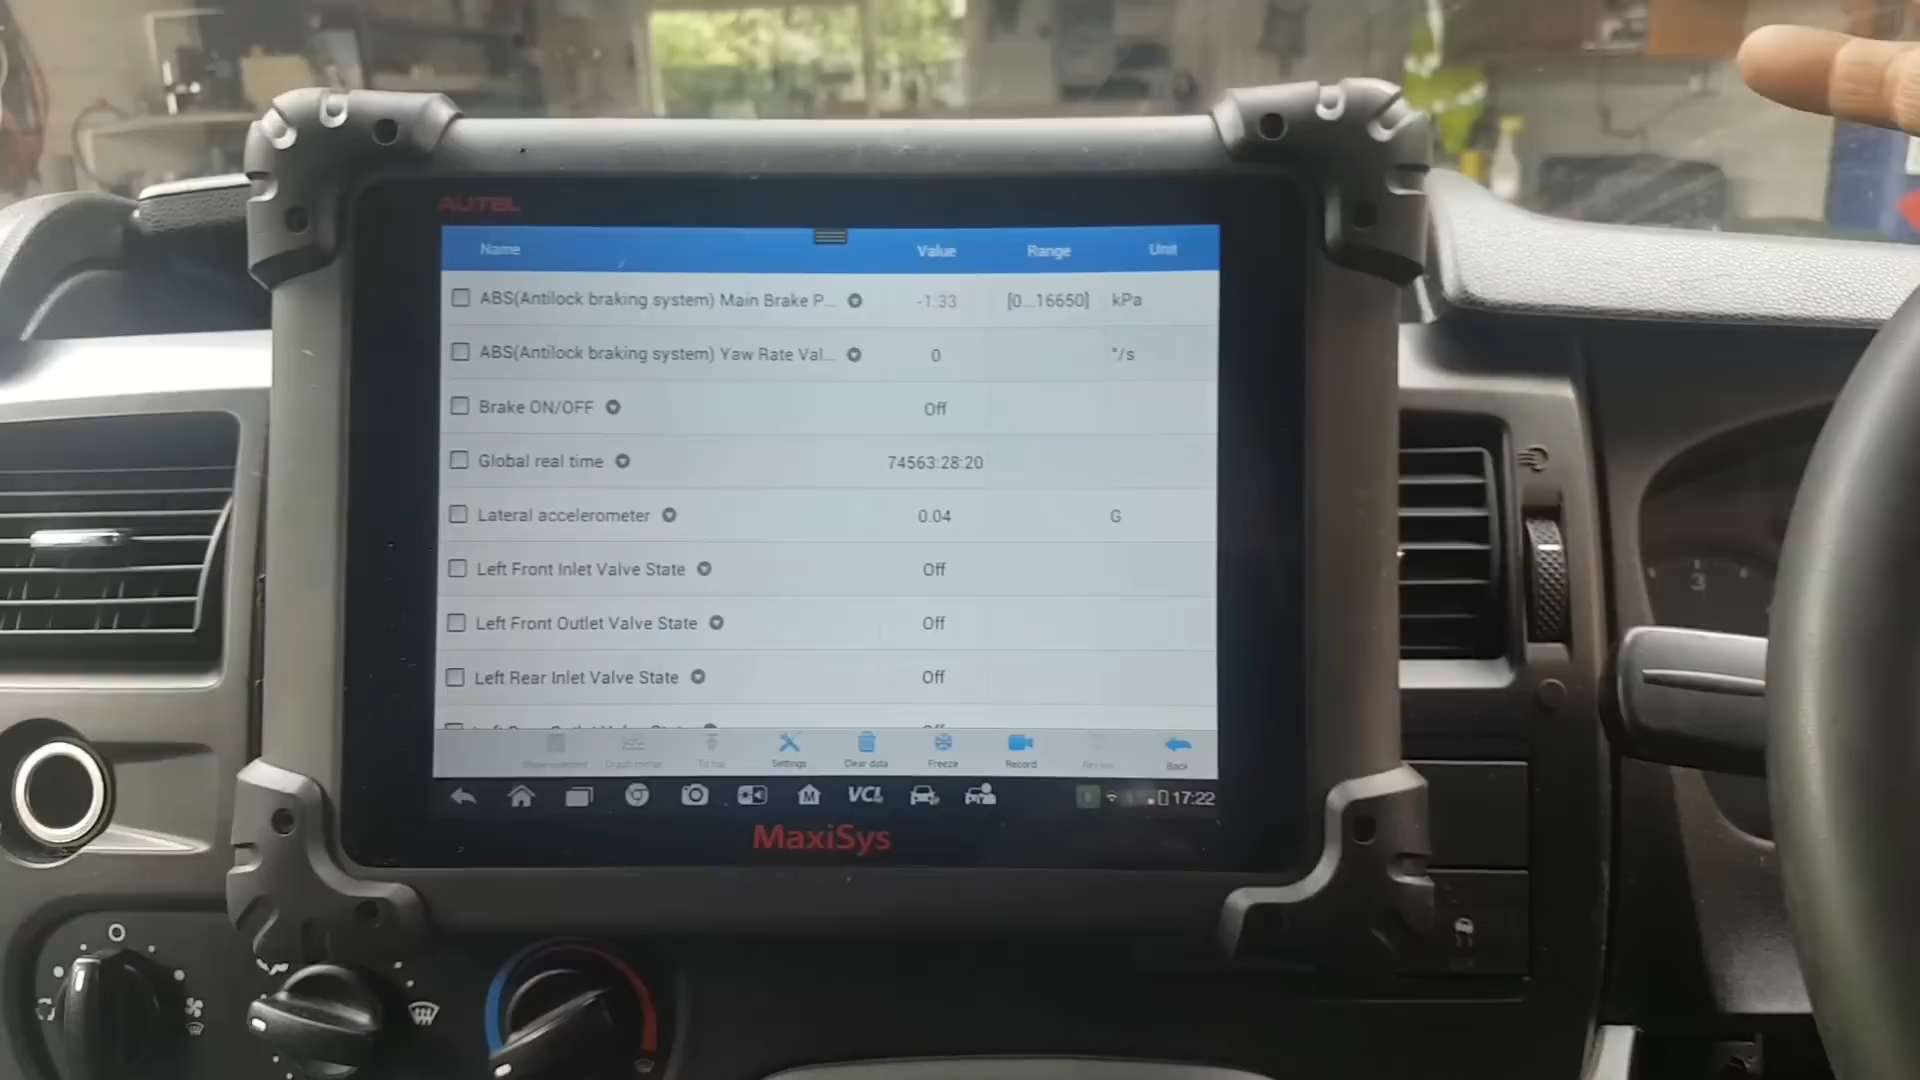 AUTEL
Name Value Range Unit
ABS(Antilock braking system) Main Brake P... -1.33 [0...16650] kPa
ABS(Antilock braking system) Yaw Rate Val... 0 °/s
Brake ON/OFF Off
Global real time 74563:28:20
Lateral accelerometer 0.04 G
Left Front Inlet Valve State Off
Left Front Outlet Valve State Off
Left Rear Inlet Valve State Off
Settings Clear data Freeze Record Back
M VCI 17:22
MaxiSys
3